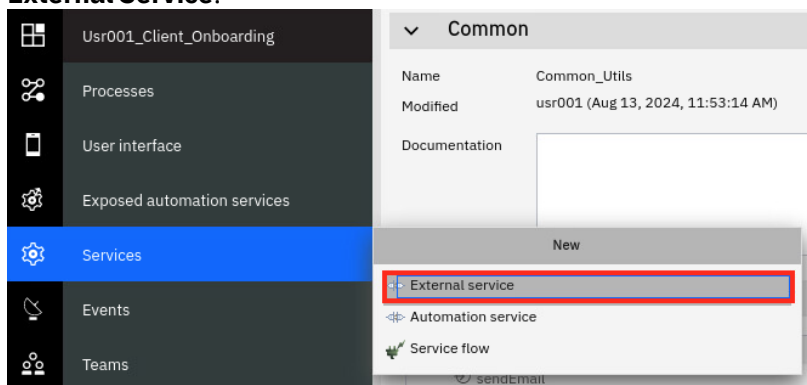 External Service.
Usr001_Client_Onboarding
Processes
User interface
Exposed automation services
Services
Events
Teams
Common
Name Common_Utils
Modified usr001 (Aug 13, 2024, 11:53:14 AM)
Documentation
New
External service
Automation service
Service flow
sendEmail